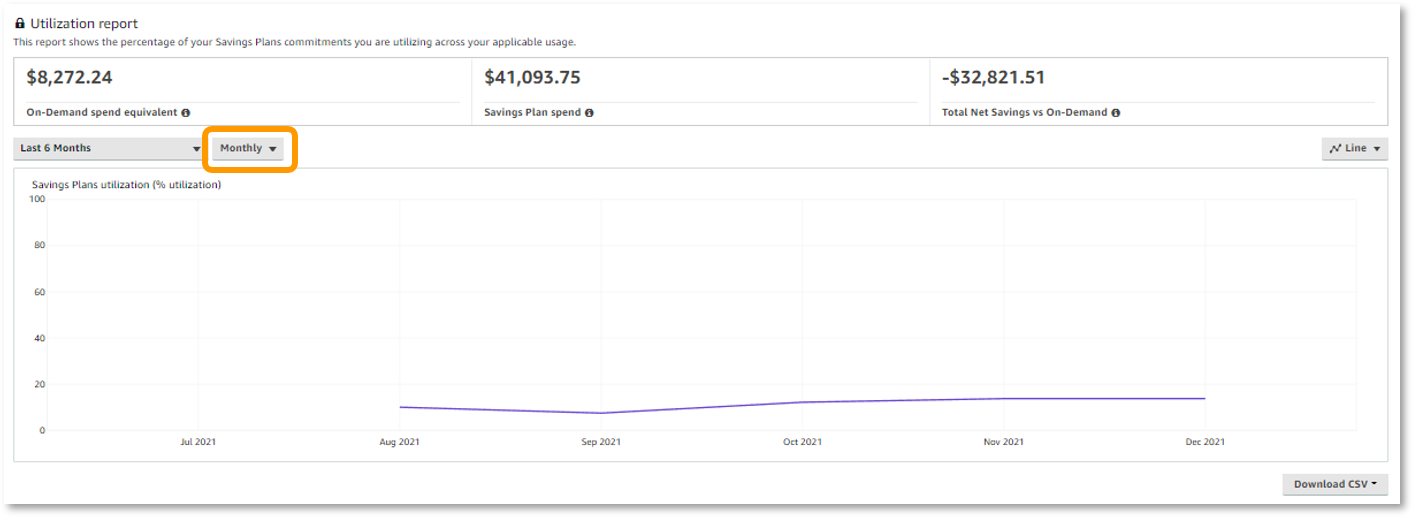 Utilization report
This report shows the percentage of your Savings Plans commitments you are utilizing across your applicable usage.
$8,272.24
On-Demand spend equivalent
$41,093.75
Savings Plan spend
-$32,821.51
Total Net Savings vs On-Demand
Last 6 Months
Monthly
Line
Savings Plans utilization (% utilization)
100
80
60
40
20
0
Jul 2021
Aug 2021
Sep 2021
Oct 2021
Nov 2021
Dec 2021
Download CSV